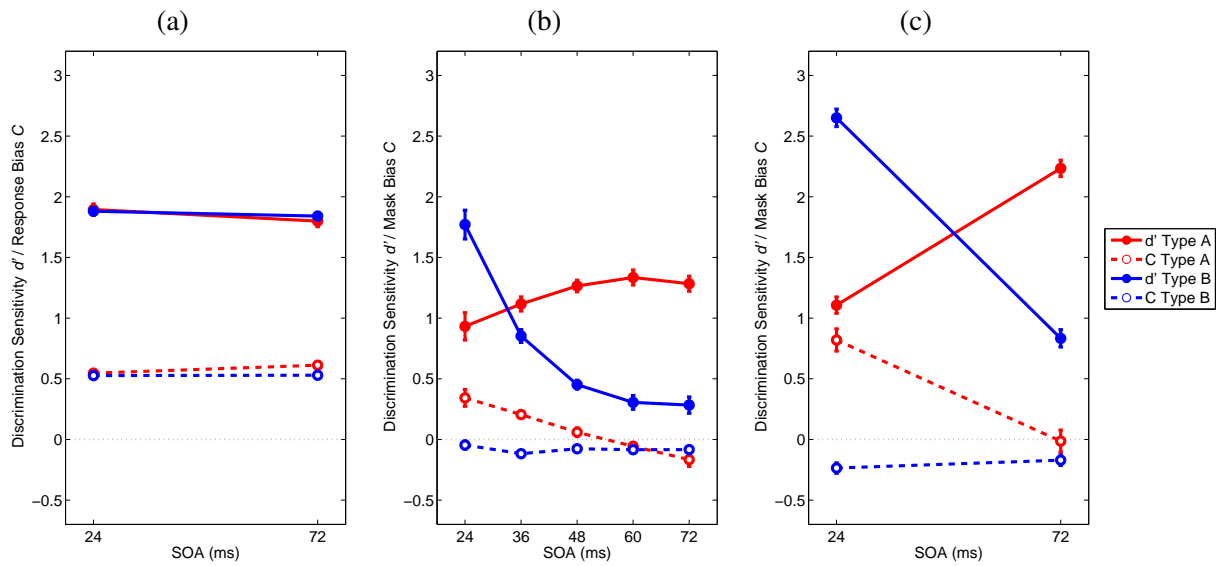 (a)
(b)
(c)
Discrimination Sensitivity d'/ Response Bias C
3
2.5
2
1.5
1
0.5
0
−0.5
24
72
SOA (ms)
Discrimination Sensitivity d'/ Mask Bias C
3
2.5
2
1.5
1
0.5
0
−0.5
24
36
48
60
72
SOA (ms)
Discrimination Sensitivity d'/ Mask Bias C
3
2.5
2
1.5
1
0.5
0
−0.5
24
72
SOA (ms)
d' Type A
C Type A
d' Type B
C Type B